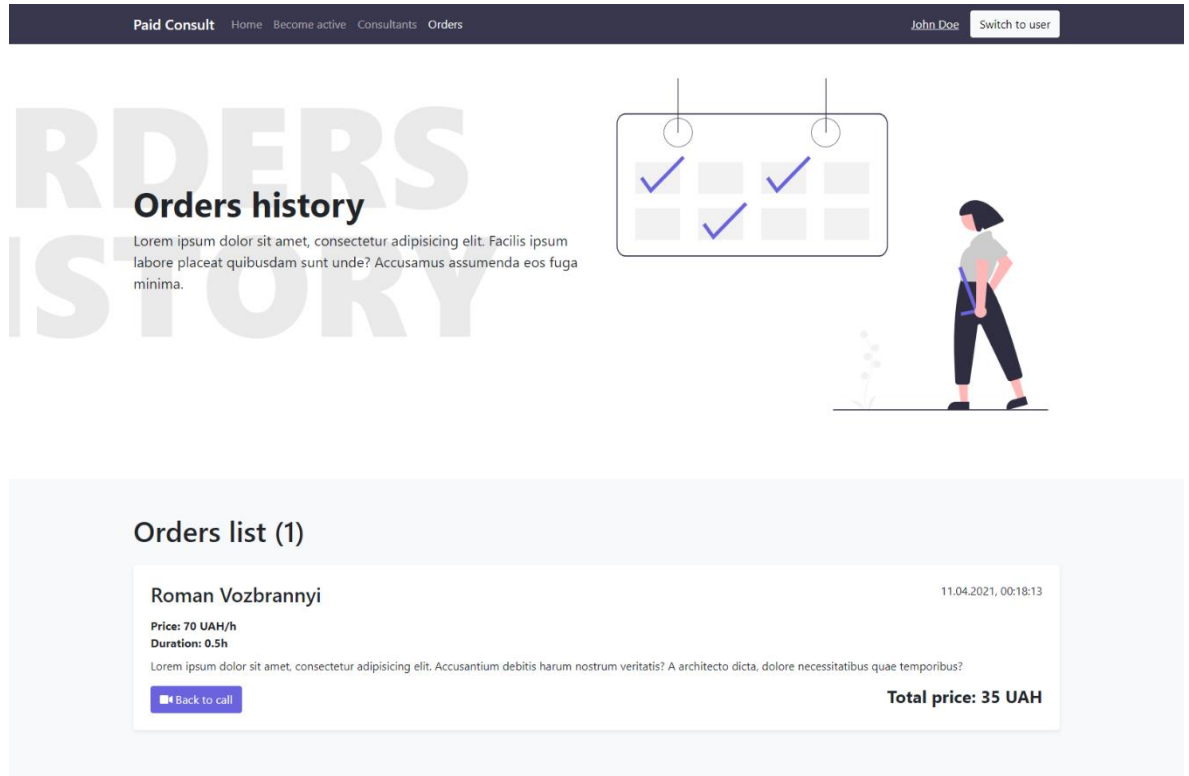 Paid Consult Home Become active Consultants Orders John Doe Switch to user
RDERS
ISTORY
Orders history
Lorem ipsum dolor sit amet, consectetur adipisicing elit. Facilis ipsum
labore placeat quibusdam sunt unde? Accusamus assumenda eos fuga
minima.
Orders list (1)
Roman Vozbrannyi 11.04.2021, 00:18:13
Price: 70 UAH/h
Duration: 0.5h
Lorem ipsum dolor sit amet, consectetur adipisicing elit. Accusantium debitis harum nostrum veritatis? A architecto dicta, dolore necessitatibus quae temporibus?
Back to call Total price: 35 UAH